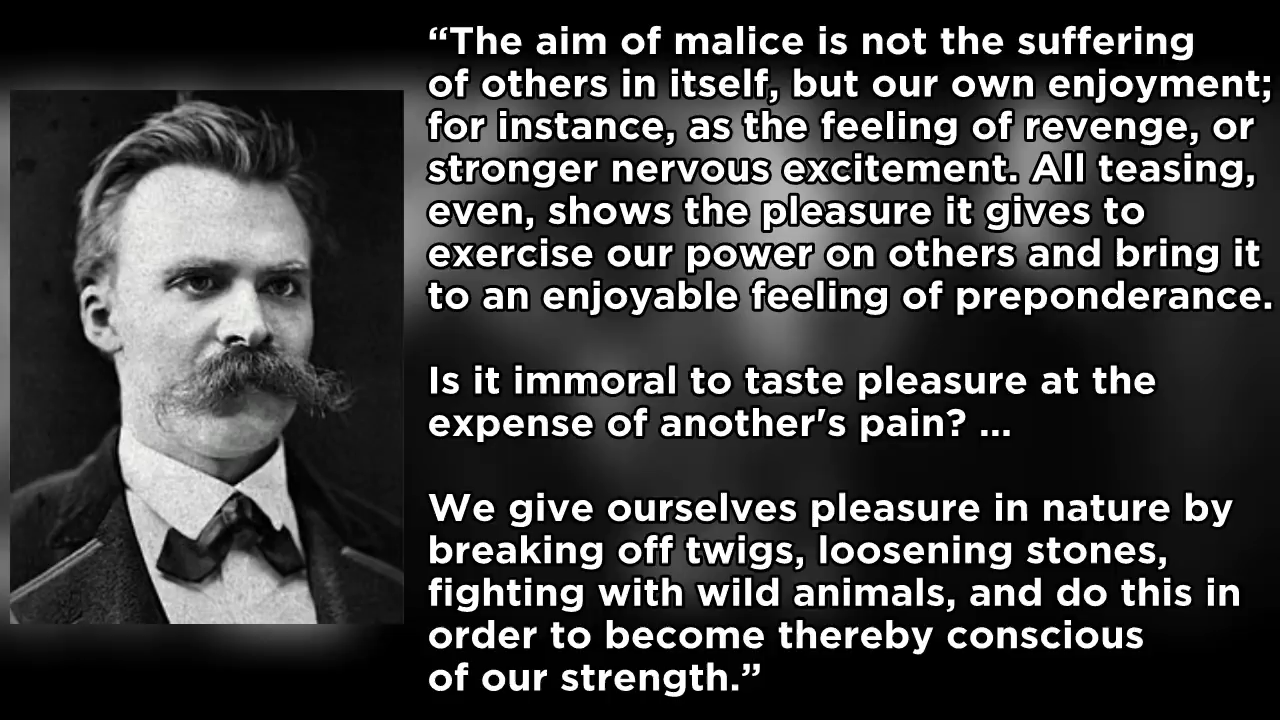 “The aim of malice is not the suffering
of others in itself, but our own enjoyment;
for instance, as the feeling of revenge, or
stronger nervous excitement. All teasing,
even, shows the pleasure it gives to
exercise our power on others and bring it
to an enjoyable feeling of preponderance.
Is it immoral to taste pleasure at the
expense of another's pain? ...
We give ourselves pleasure in nature by
breaking off twigs, loosening stones,
fighting with wild animals, and do this in
order to become thereby conscious
of our strength.”